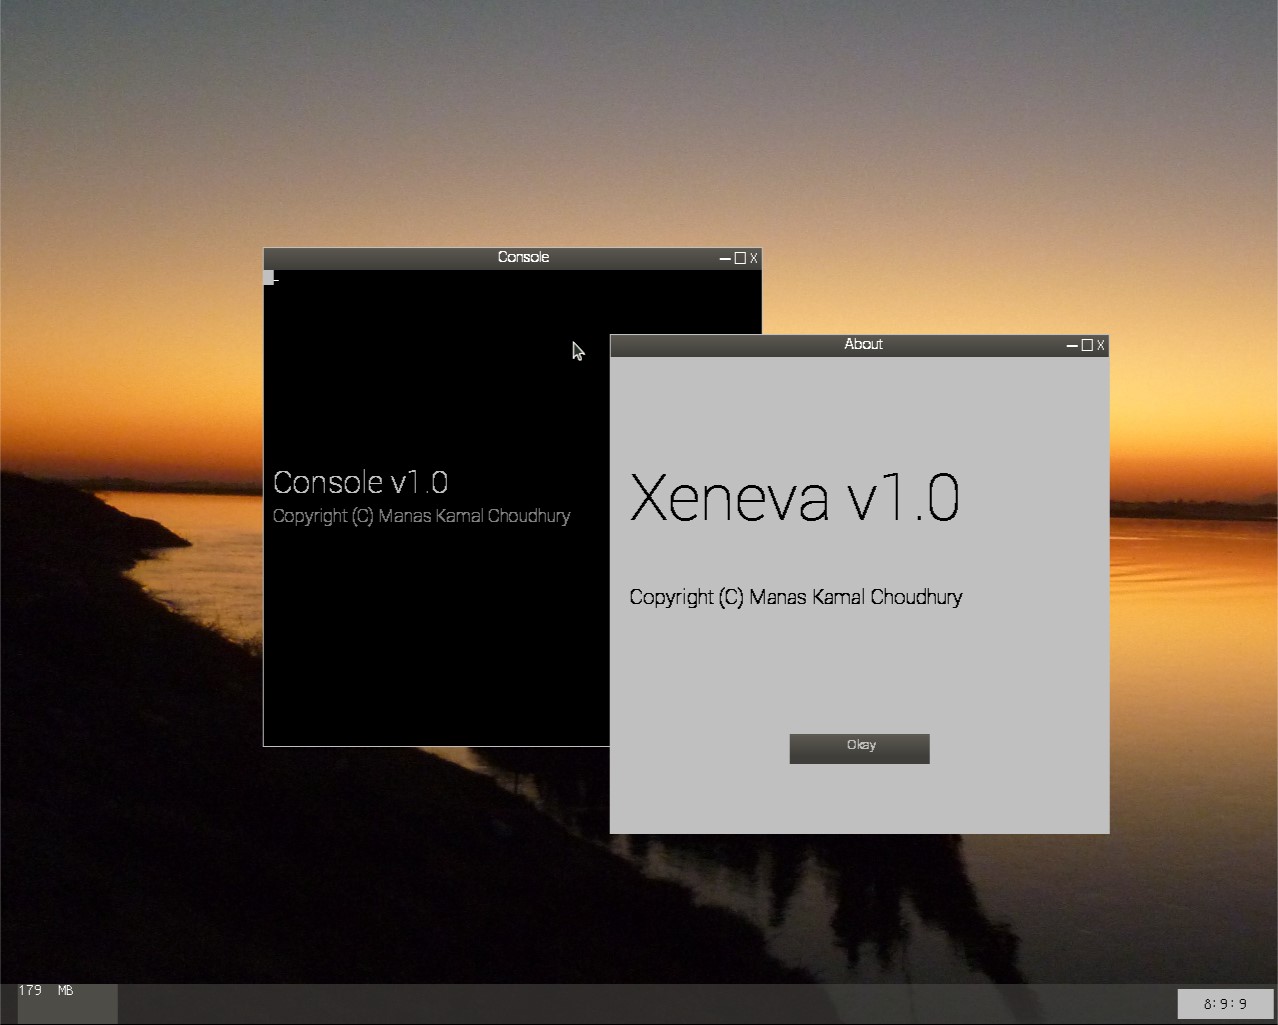 Console
X
About
X
Console v1.0
Copyright (C) Manas Kamal Choudhury
Xeneva v1.0
Copyright (C) Manas Kamal Choudhury
Okay
179 MB
8:9:9